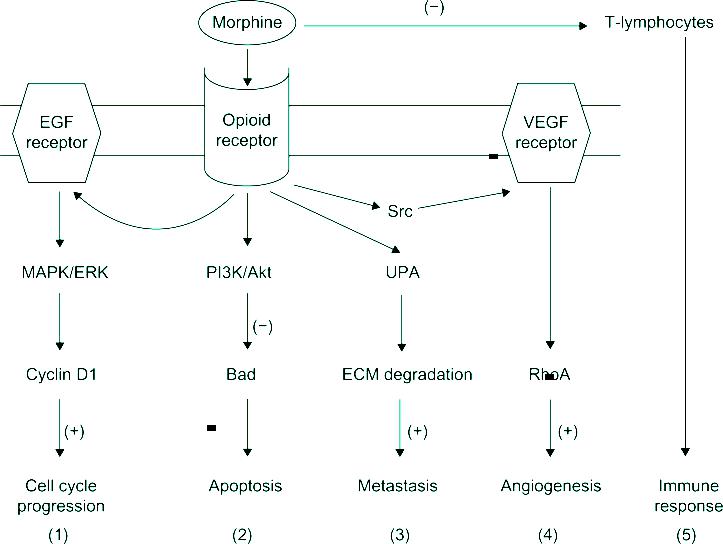 Morphine
(−)
T-lymphocytes
EGF
receptor
Opioid
receptor
VEGF
receptor
Src
MAPK/ERK
PI3K/Akt
UPA
(−)
Cyclin D1
Bad
ECM degradation
RhoA
(+)
(+)
(+)
Cell cycle
progression
Apoptosis
Metastasis
Angiogenesis
Immune
response
(1)
(2)
(3)
(4)
(5)